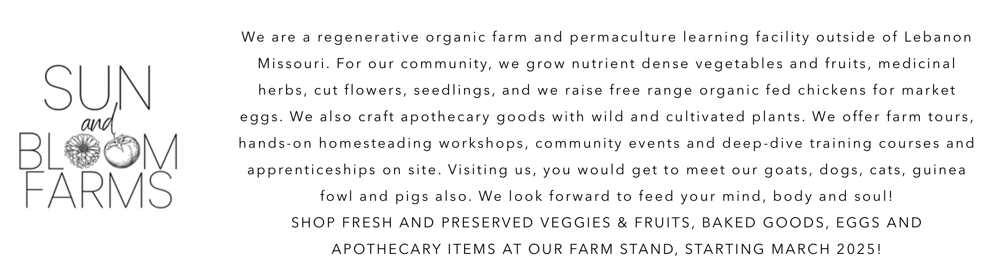 SUN
and
BLOOM
FARMS
We are a regenerative organic farm and permaculture learning facility outside of Lebanon
Missouri. For our community, we grow nutrient dense vegetables and fruits, medicinal
herbs, cut flowers, seedlings, and we raise free range organic fed chickens for market
eggs. We also craft apothecary goods with wild and cultivated plants. We offer farm tours,
hands-on homesteading workshops, community events and deep-dive training courses and
apprenticeships on site. Visiting us, you would get to meet our goats, dogs, cats, guinea
fowl and pigs also. We look forward to feed your mind, body and soul!
SHOP FRESH AND PRESERVED VEGGIES & FRUITS, BAKED GOODS, EGGS AND
APOTHECARY ITEMS AT OUR FARM STAND, STARTING MARCH 2025!